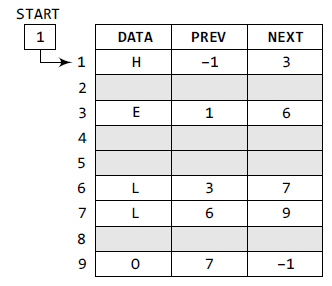 START
1
DATA PREV NEXT
1 H -1 3
2
3 E 1 6
4
5
6 L 3 7
7 L 6 9
8
9 O 7 -1